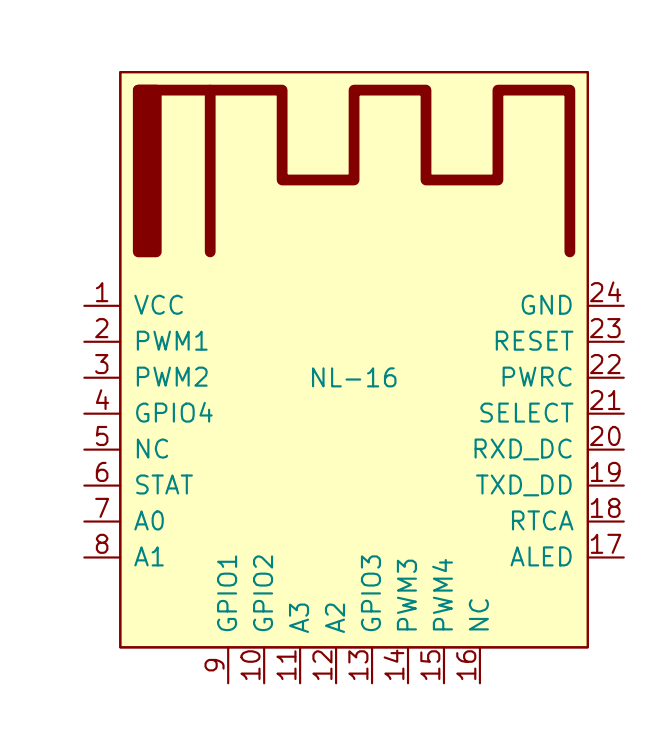 1 VCC GND 24
2 PWM1 RESET 23
3 PWM2 NL-16 PWRC 22
4 GPIO4 SELECT 21
5 NC RXD_DC 20
6 STAT TXD_DD 19
7 A0 RTCA 18
8 A1 ALED 17
GPIO1 9
GPIO2 10
A3 11
A2 12
GPIO3 13
PWM3 14
PWM4 15
NC 16